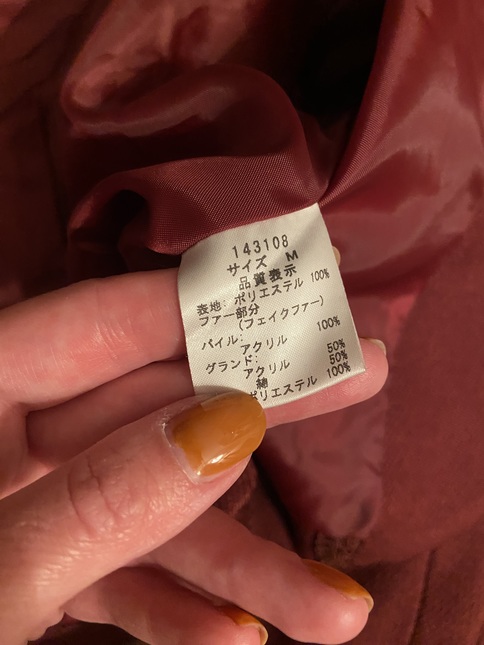 143108
サイズ M
品質表示
表地: ポリエステル 100%
ファー部分
(フェイクファー)
パイル:
アクリル 100%
グランド:
アクリル 50%
綿 50%
ポリエステル 100%